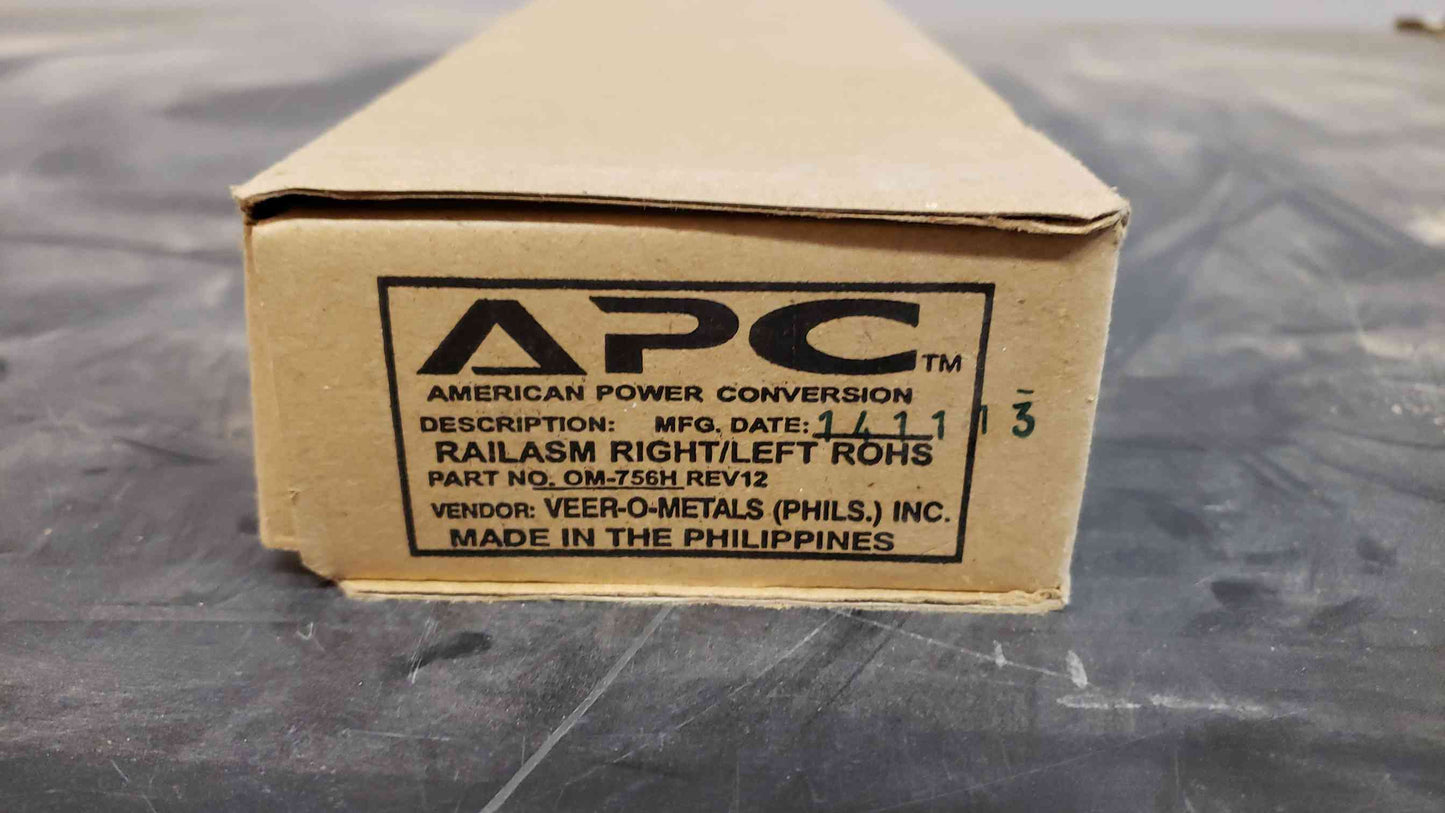 APC™
AMERICAN POWER CONVERSION
DESCRIPTION: MFG. DATE: 141113
RAILASM RIGHT/LEFT ROHS
PART NO. OM-756H REV12
VENDOR: VEER-O-METALS (PHILS.) INC.
MADE IN THE PHILIPPINES